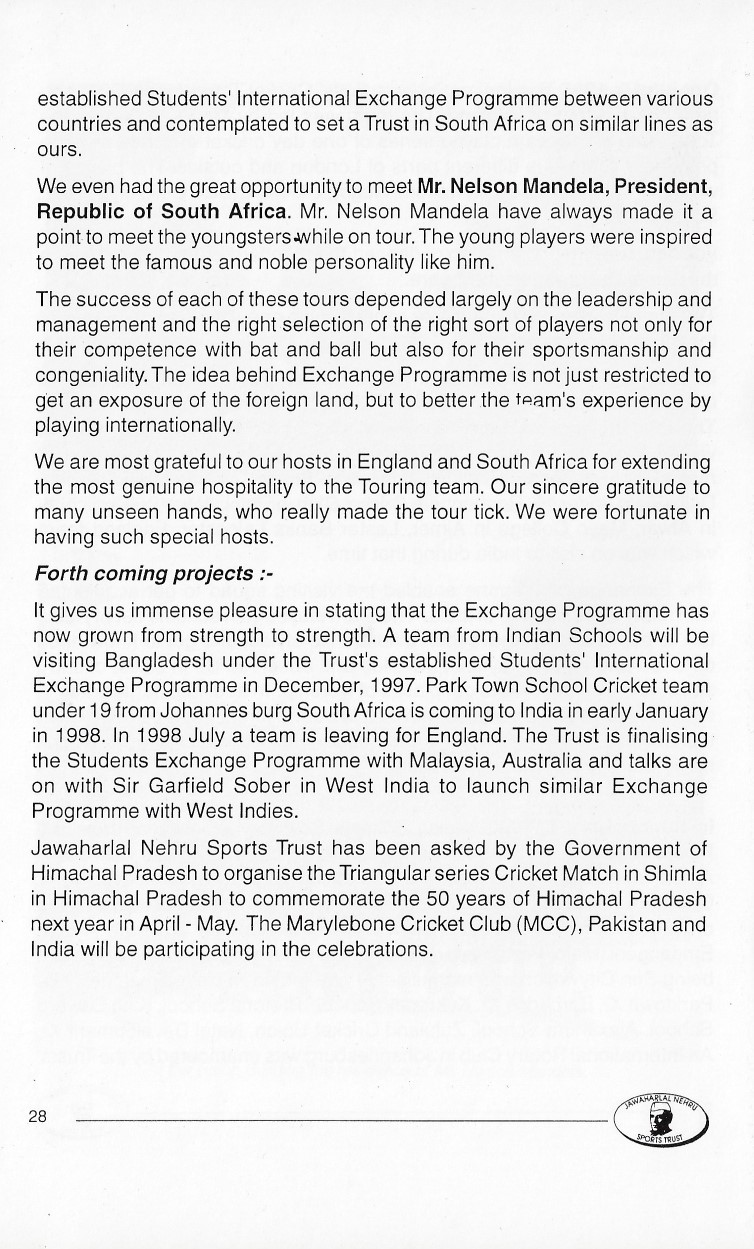 established Students' International Exchange Programme between various
countries and contemplated to set a Trust in South Africa on similar lines as
ours.
We even had the great opportunity to meet Mr. Nelson Mandela, President,
Republic of South Africa. Mr. Nelson Mandela have always made it a
point to meet the youngsters while on tour. The young players were inspired
to meet the famous and noble personality like him.
The success of each of these tours depended largely on the leadership and
management and the right selection of the right sort of players not only for
their competence with bat and ball but also for their sportsmanship and
congeniality. The idea behind Exchange Programme is not just restricted to
get an exposure of the foreign land, but to better the team's experience by
playing internationally.
We are most grateful to our hosts in England and South Africa for extending
the most genuine hospitality to the Touring team. Our sincere gratitude to
many unseen hands, who really made the tour tick. We were fortunate in
having such special hosts.
Forth coming projects :-
It gives us immense pleasure in stating that the Exchange Programme has
now grown from strength to strength. A team from Indian Schools will be
visiting Bangladesh under the Trust's established Students' International
Exchange Programme in December, 1997. Park Town School Cricket team
under 19 from Johannes burg South Africa is coming to India in early January
in 1998. In 1998 July a team is leaving for England. The Trust is finalising
the Students Exchange Programme with Malaysia, Australia and talks are
on with Sir Garfield Sober in West India to launch similar Exchange
Programme with West Indies.
Jawaharlal Nehru Sports Trust has been asked by the Government of
Himachal Pradesh to organise the Triangular series Cricket Match in Shimla
in Himachal Pradesh to commemorate the 50 years of Himachal Pradesh
next year in April - May. The Marylebone Cricket Club (MCC), Pakistan and
India will be participating in the celebrations.
28
JAWAHARLAL NEHRU
SPORTS TRUST